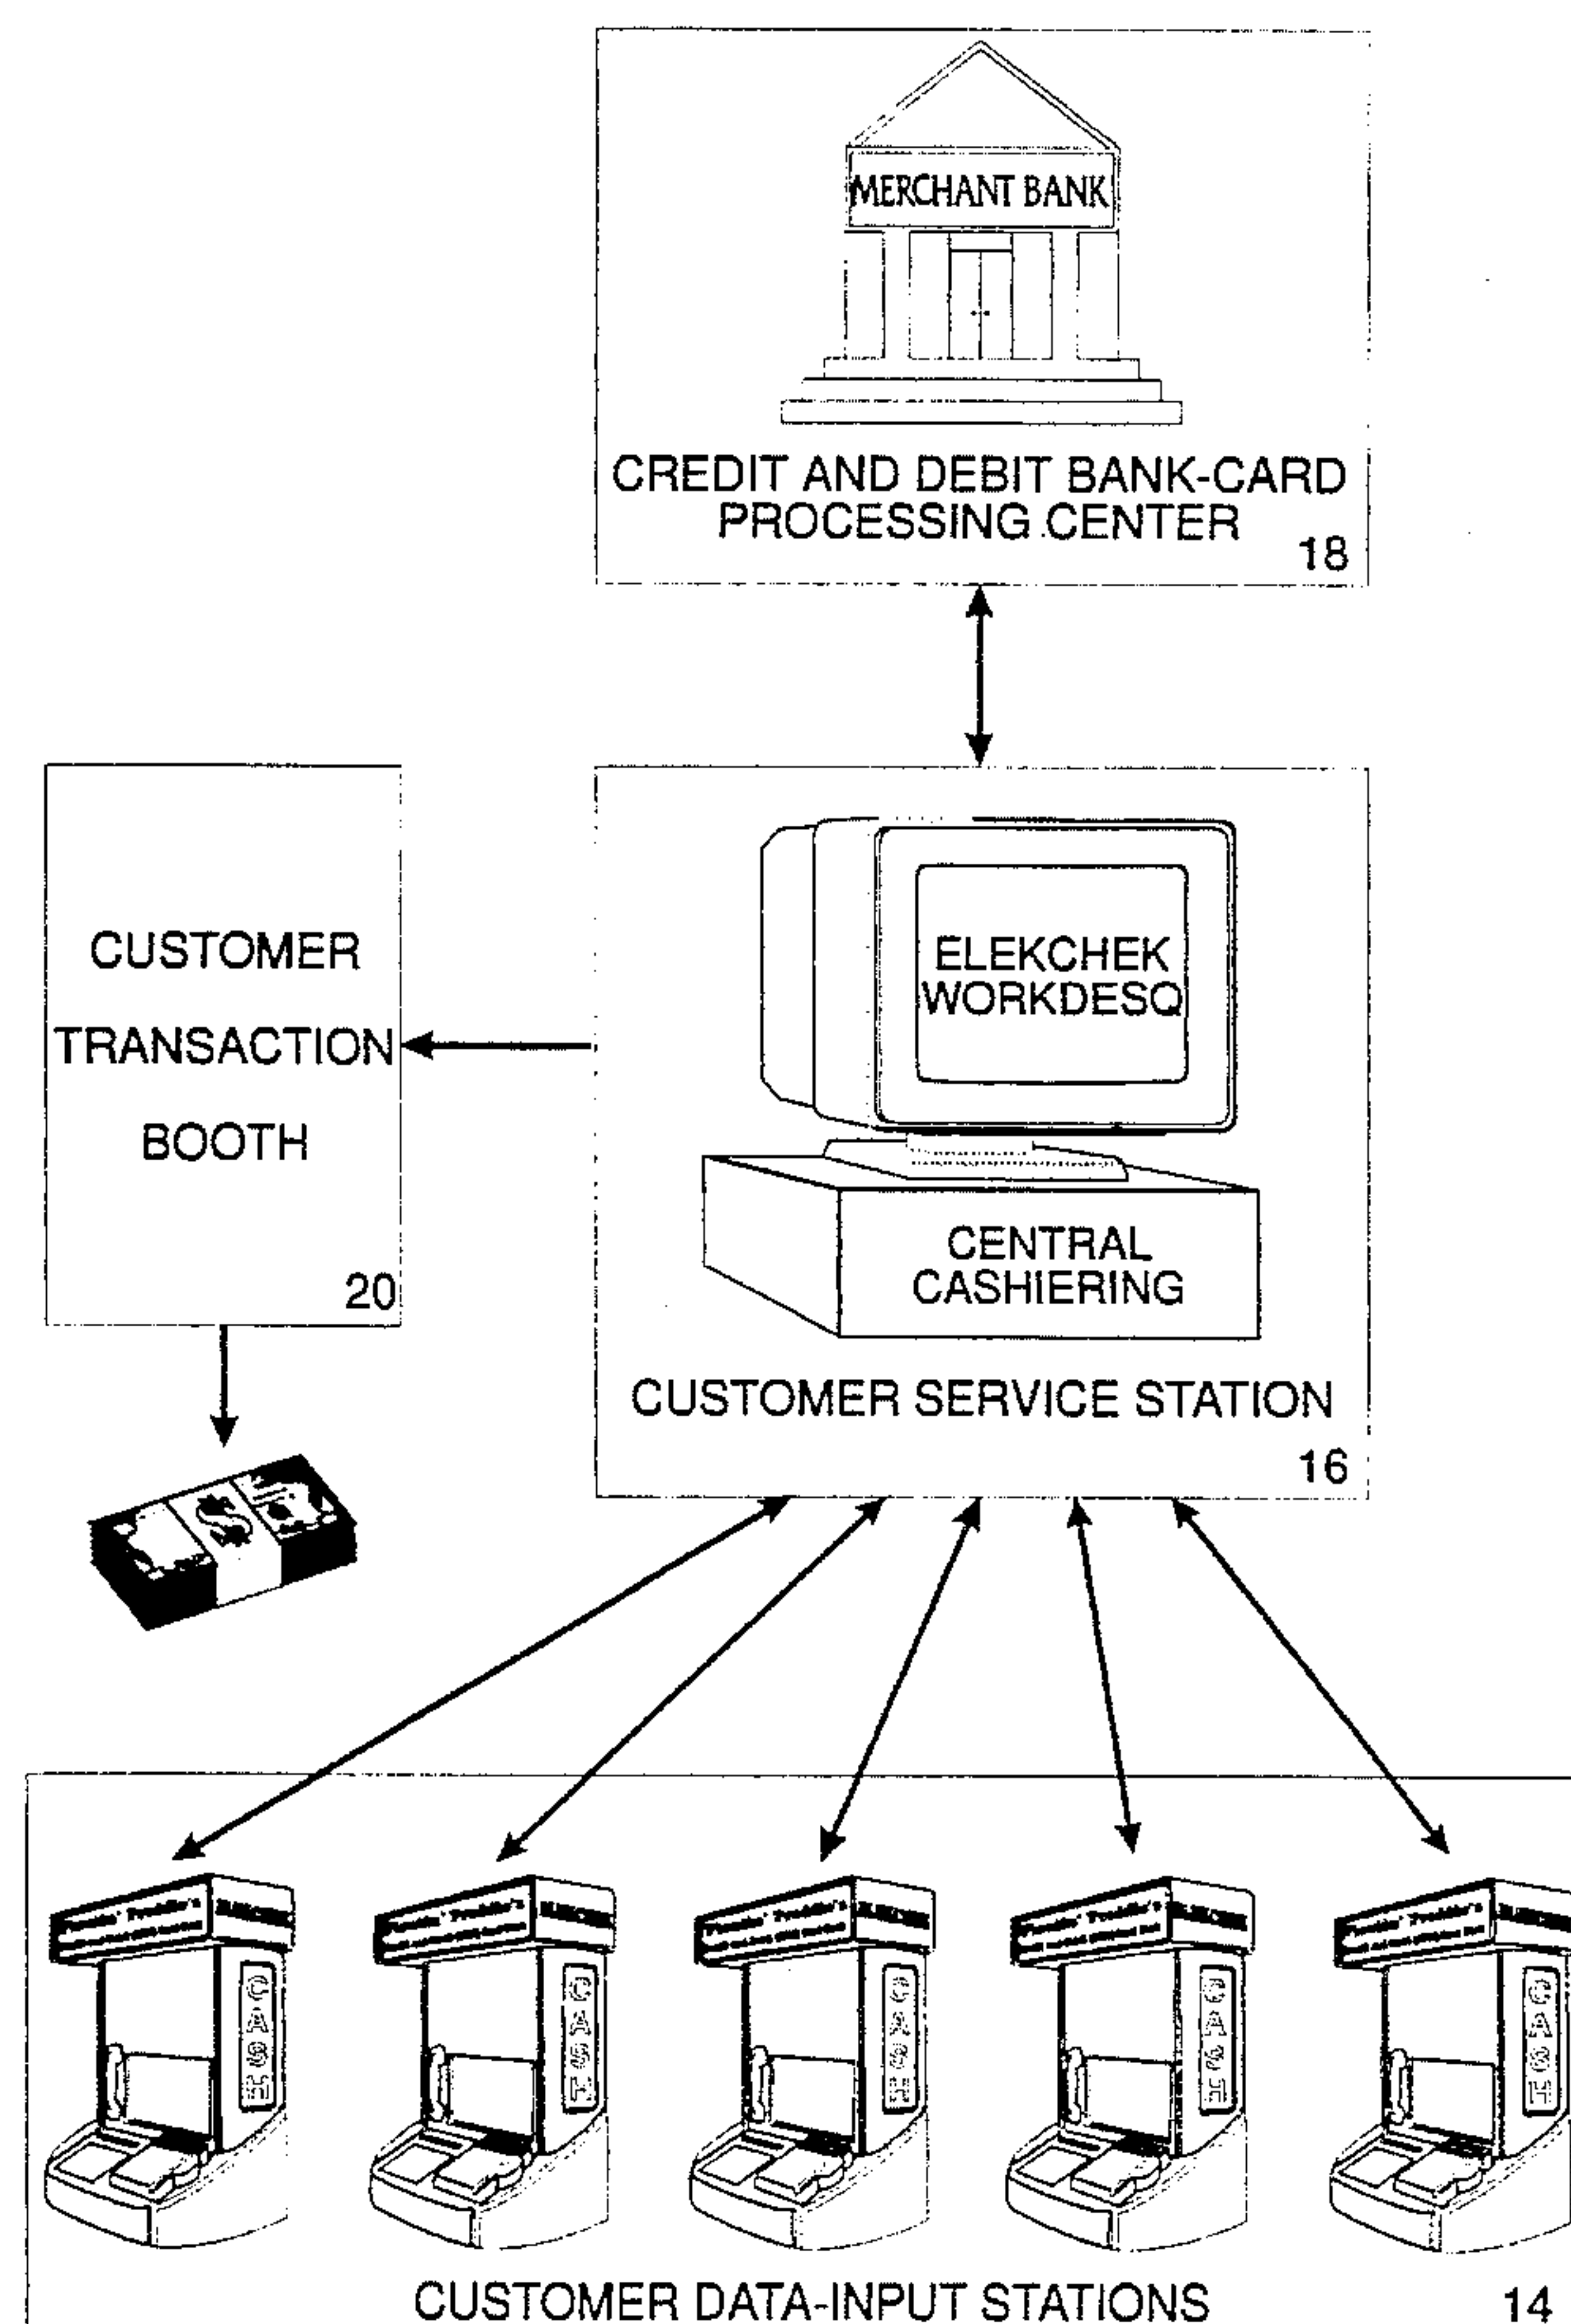 MERCHANT BANK
CREDIT AND DEBIT BANK-CARD
PROCESSING CENTER
18
CUSTOMER
TRANSACTION
BOOTH
20
ELEKCHEK
WORKDESQ
CENTRAL
CASHIERING
CUSTOMER SERVICE STATION
16
$
CASH
CASH
CASH
CASH
CASH
CUSTOMER DATA-INPUT STATIONS
14